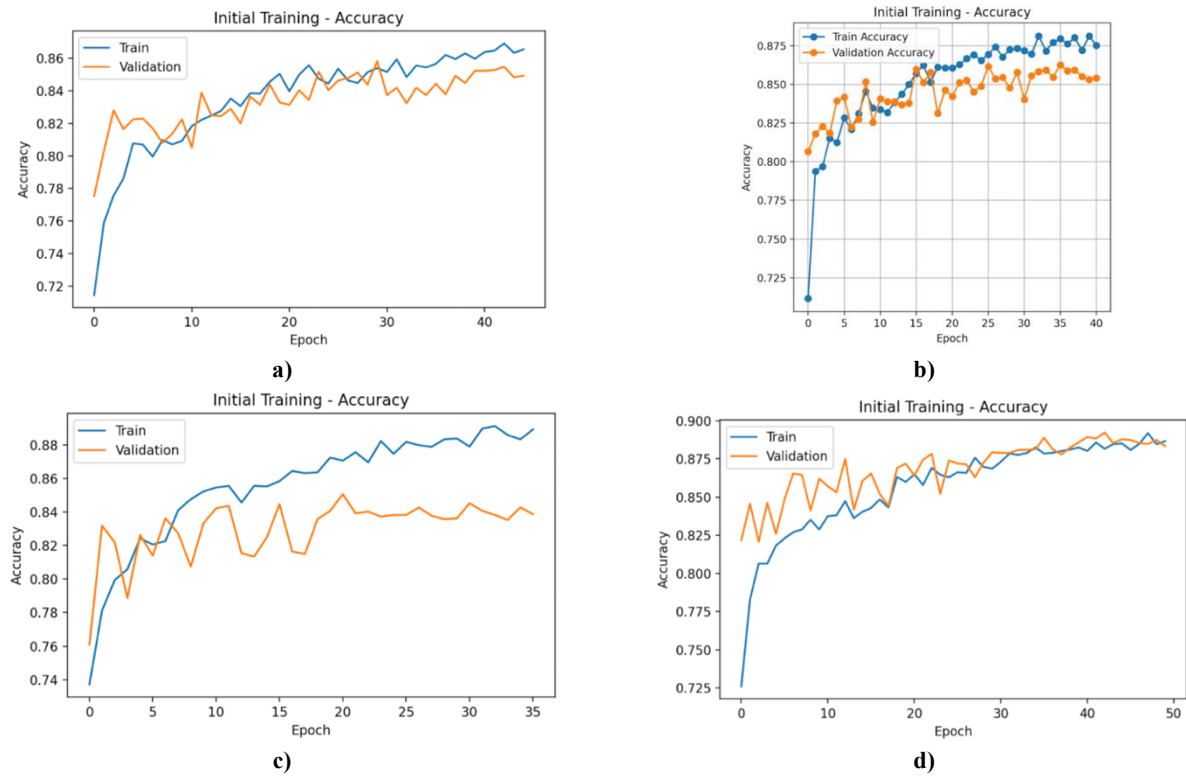 Initial Training - Accuracy
Train
Validation
0.86
0.84
0.82
0.80
0.78
0.76
0.74
0.72
Accuracy
0 10 20 30 40
Epoch
a)
Initial Training - Accuracy
Train Accuracy
Validation Accuracy
0.875
0.850
0.825
0.800
0.775
0.750
0.725
Accuracy
0 5 10 15 20 25 30 35 40
Epoch
b)
Initial Training - Accuracy
Train
Validation
0.88
0.86
0.84
0.82
0.80
0.78
0.76
0.74
Accuracy
0 5 10 15 20 25 30 35
Epoch
c)
Initial Training - Accuracy
Train
Validation
0.900
0.875
0.850
0.825
0.800
0.775
0.750
0.725
Accuracy
0 10 20 30 40 50
Epoch
d)